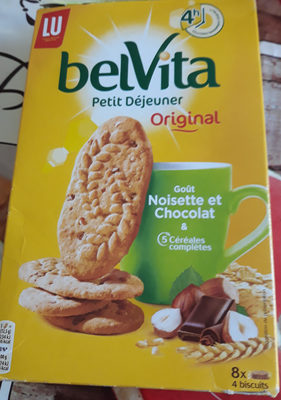 LU
4h
belVita
Petit Déjeuner
Original
Goût
Noisette et
Chocolat
&
5 Céréales
complètes
8x
4 biscuits